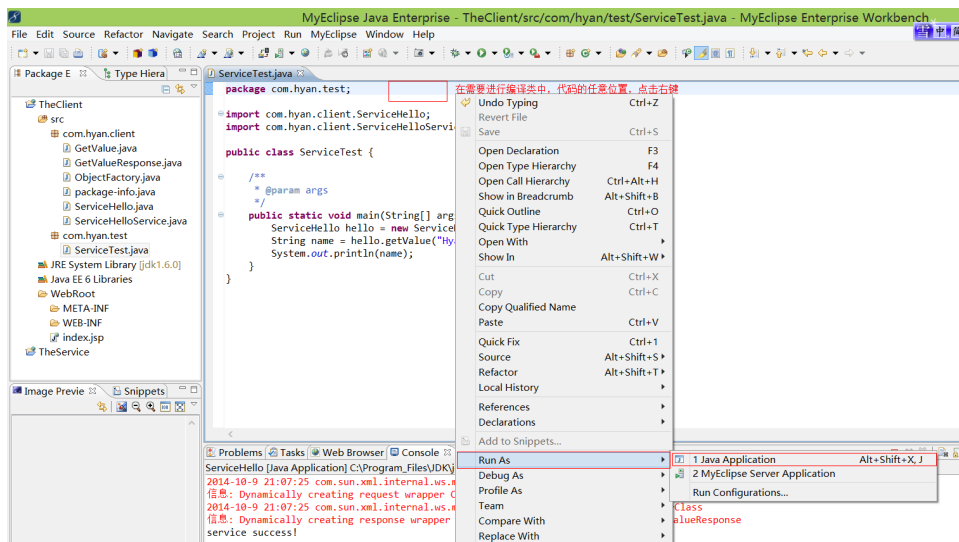 MyEclipse Java Enterprise - TheClient/src/com/hyan/test/ServiceTest.java - MyEclipse Enterprise Workbench
File Edit Source Refactor Navigate Search Project Run MyEclipse Window Help
中 简
Package E Type Hiera
TheClient
src
com.hyan.client
GetValue.java
GetValueResponse.java
ObjectFactory.java
package-info.java
ServiceHello.java
ServiceHelloService.java
com.hyan.test
ServiceTest.java
JRE System Library [jdk1.6.0]
Java EE 6 Libraries
WebRoot
META-INF
WEB-INF
index.jsp
TheService
Image Previe Snippets
ServiceTest.java
package com.hyan.test;
在需要进行编译类中，代码的任意位置，点击右键
import com.hyan.client.ServiceHello;
import com.hyan.client.ServiceHelloServi
public class ServiceTest {
/**
* @param args
*/
public static void main(String[] arg
ServiceHello hello = new Service
String name = hello.getValue("Hy
System.out.println(name);
}
}
Undo Typing Ctrl+Z
Revert File
Save Ctrl+S
Open Declaration F3
Open Type Hierarchy F4
Open Call Hierarchy Ctrl+Alt+H
Show in Breadcrumb Alt+Shift+B
Quick Outline Ctrl+O
Quick Type Hierarchy Ctrl+T
Open With
Show In Alt+Shift+W
Cut Ctrl+X
Copy Ctrl+C
Copy Qualified Name
Paste Ctrl+V
Quick Fix Ctrl+1
Source Alt+Shift+S
Refactor Alt+Shift+T
Local History
References
Declarations
Add to Snippets...
Run As
Debug As
Profile As
Team
Compare With
Replace With
1 Java Application Alt+Shift+X, J
2 MyEclipse Server Application
Run Configurations...
Problems Tasks Web Browser Console
ServiceHello [Java Application] C:\Program_Files\JDK\j
2014-10-9 21:07:25 com.sun.xml.internal.ws.m Class
信息: Dynamically creating request wrapper C
2014-10-9 21:07:25 com.sun.xml.internal.ws.m Class
信息: Dynamically creating response wrapper alueResponse
service success!